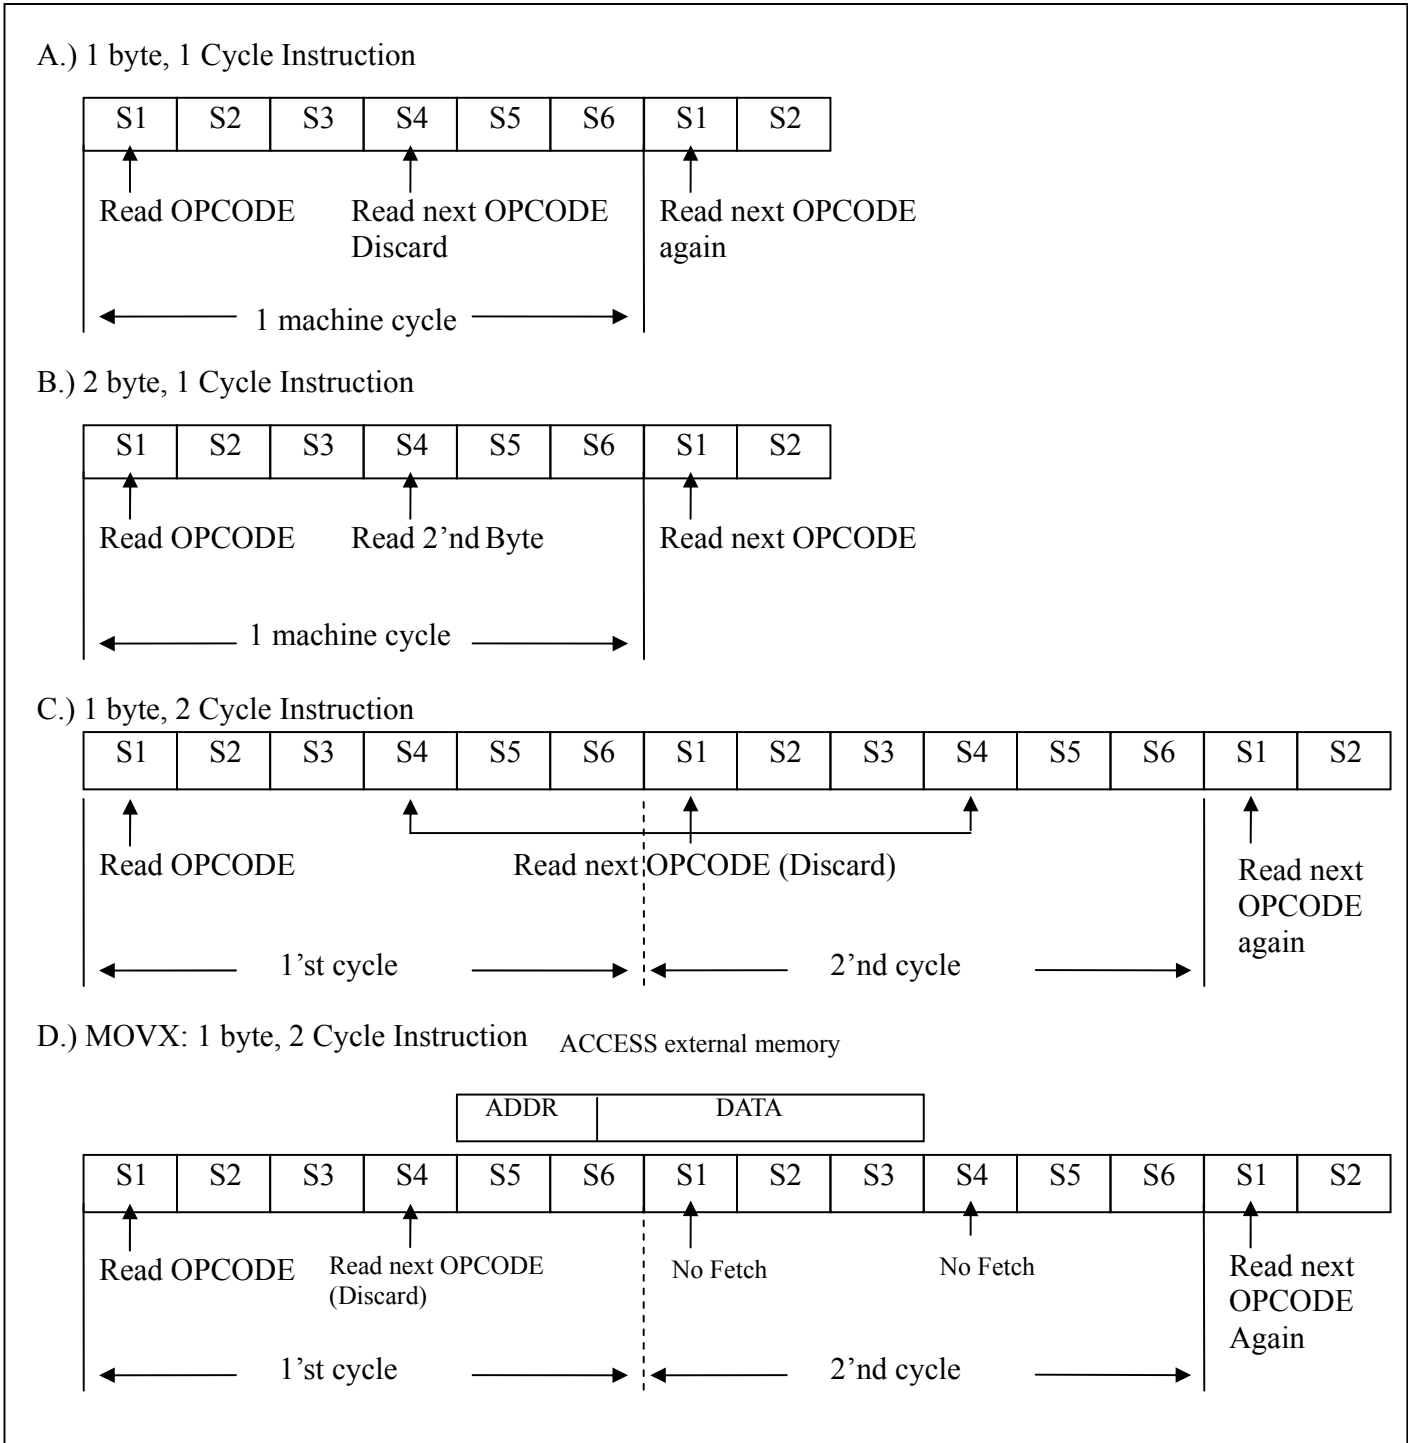 A.) 1 byte, 1 Cycle Instruction
S1 S2 S3 S4 S5 S6 S1 S2
Read OPCODE Read next OPCODE Read next OPCODE
Discard again
1 machine cycle
B.) 2 byte, 1 Cycle Instruction
S1 S2 S3 S4 S5 S6 S1 S2
Read OPCODE Read 2’nd Byte Read next OPCODE
1 machine cycle
C.) 1 byte, 2 Cycle Instruction
S1 S2 S3 S4 S5 S6 S1 S2 S3 S4 S5 S6 S1 S2
Read OPCODE Read next OPCODE (Discard) Read next
OPCODE
again
1’st cycle 2’nd cycle
D.) MOVX: 1 byte, 2 Cycle Instruction ACCESS external memory
ADDR DATA
S1 S2 S3 S4 S5 S6 S1 S2 S3 S4 S5 S6 S1 S2
Read OPCODE Read next OPCODE No Fetch No Fetch Read next
(Discard) OPCODE
Again
1’st cycle 2’nd cycle